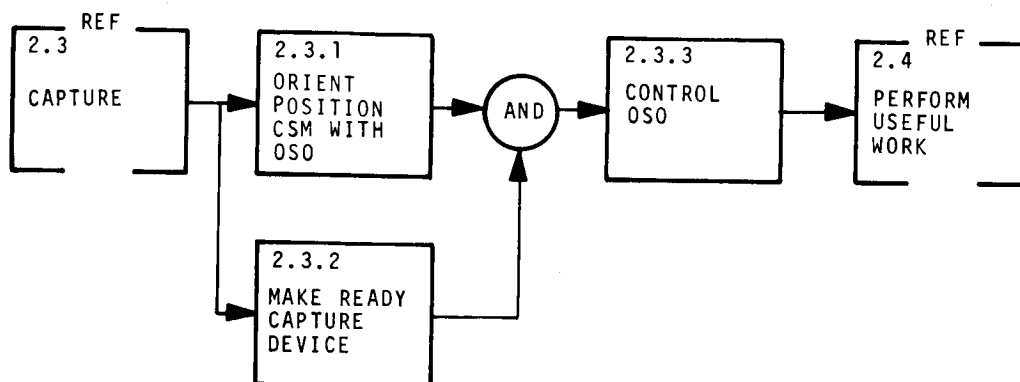 REF
2.3
CAPTURE
2.3.1
ORIENT
POSITION
CSM WITH
OSO
AND
2.3.3
CONTROL
OSO
REF
2.4
PERFORM
USEFUL
WORK
2.3.2
MAKE READY
CAPTURE
DEVICE